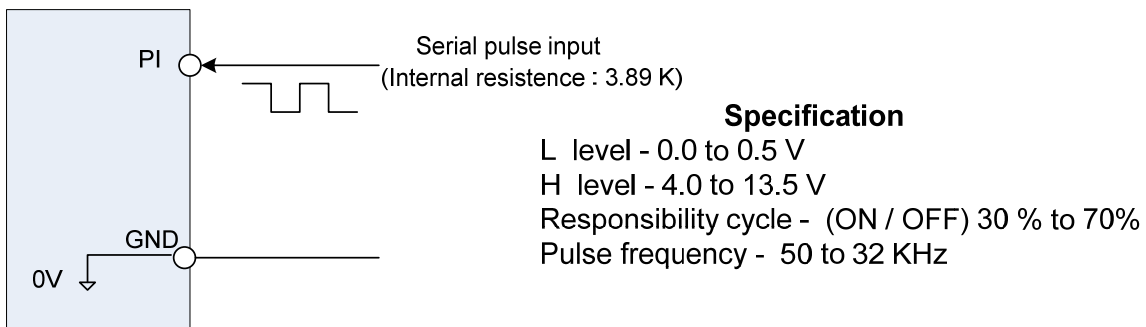 PI
Serial pulse input
(Internal resistence : 3.89 K)
Specification
L level - 0.0 to 0.5 V
H level - 4.0 to 13.5 V
Responsibility cycle - (ON / OFF) 30 % to 70%
Pulse frequency - 50 to 32 KHz
GND
0V